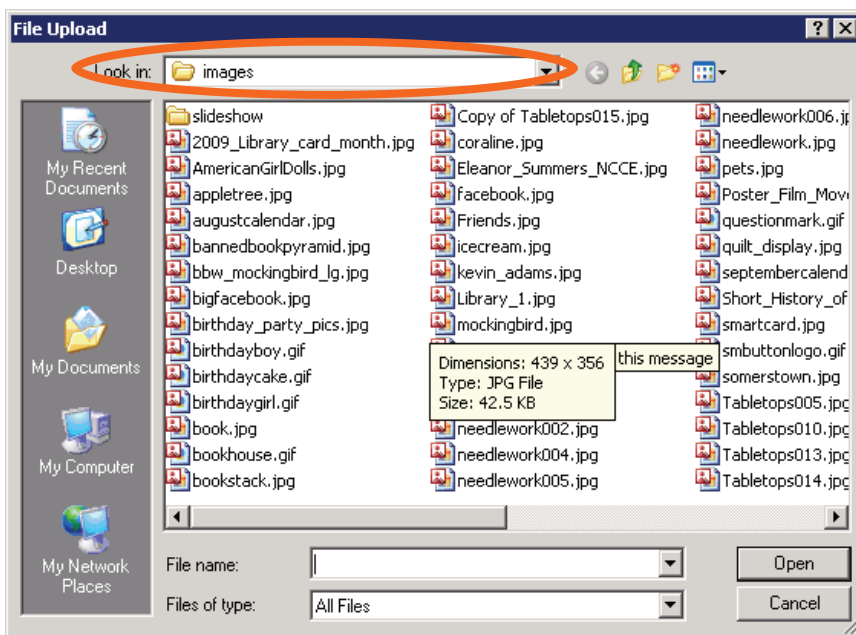 File Upload
Look in:
images
My Recent
Documents
Desktop
My Documents
My Computer
My Network
Places
slideshow
2009_Library_card_month.jpg
AmericanGirlDolls.jpg
appletree.jpg
augustcalendar.jpg
bannedbookpyramid.jpg
bbw_mockingbird_lg.jpg
bigfacebook.jpg
birthday_party_pics.jpg
birthdayboy.gif
birthdaycake.gif
birthdaygirl.gif
book.jpg
bookhouse.gif
bookstack.jpg
Copy of Tabletops015.jpg
coraline.jpg
Eleanor_Summers_NCCE.jpg
facebook.jpg
Friends.jpg
icecream.jpg
kevin_adams.jpg
Library_1.jpg
mockingbird.jpg
Dimensions: 439 x 356
Type: JPG File
Size: 42.5 KB
this message
needlework002.jpg
needlework004.jpg
needlework005.jpg
needlework006.jp
needlework.jpg
pets.jpg
Poster_Film_Mov
questionmark.gif
quilt_display.jpg
septembercalend
Short_History_of
smartcard.jpg
smbuttonlogo.gif
somerstown.jpg
Tabletops005.jpg
Tabletops010.jpg
Tabletops013.jpg
Tabletops014.jpg
File name:
Open
Files of type:
All Files
Cancel